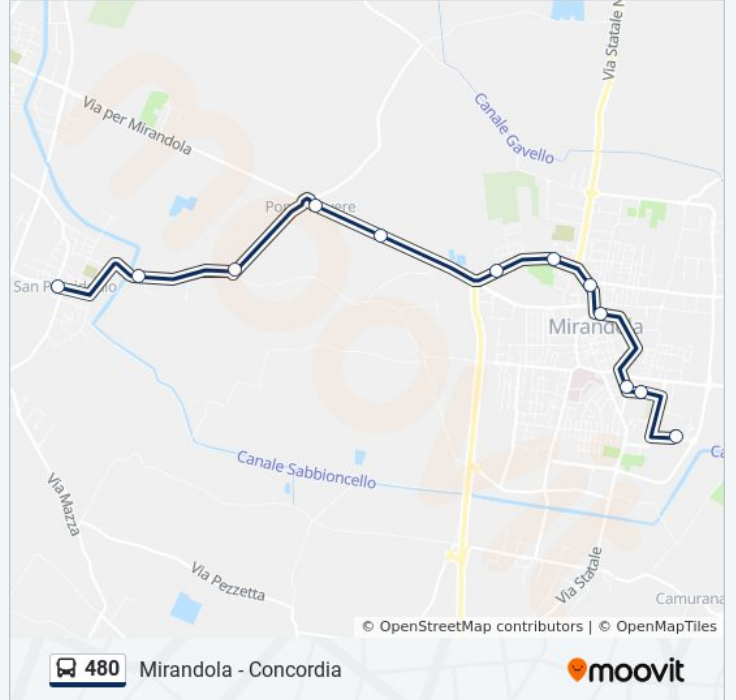 Via Statale N
Via per Mirandola
Canale Gavello
Mirandola
Canale Sabbioncello
Via Mazza
Via Pezzetta
Via Statale
Camurana
© OpenStreetMap contributors | © OpenMapTiles
480 Mirandola - Concordia
moovit